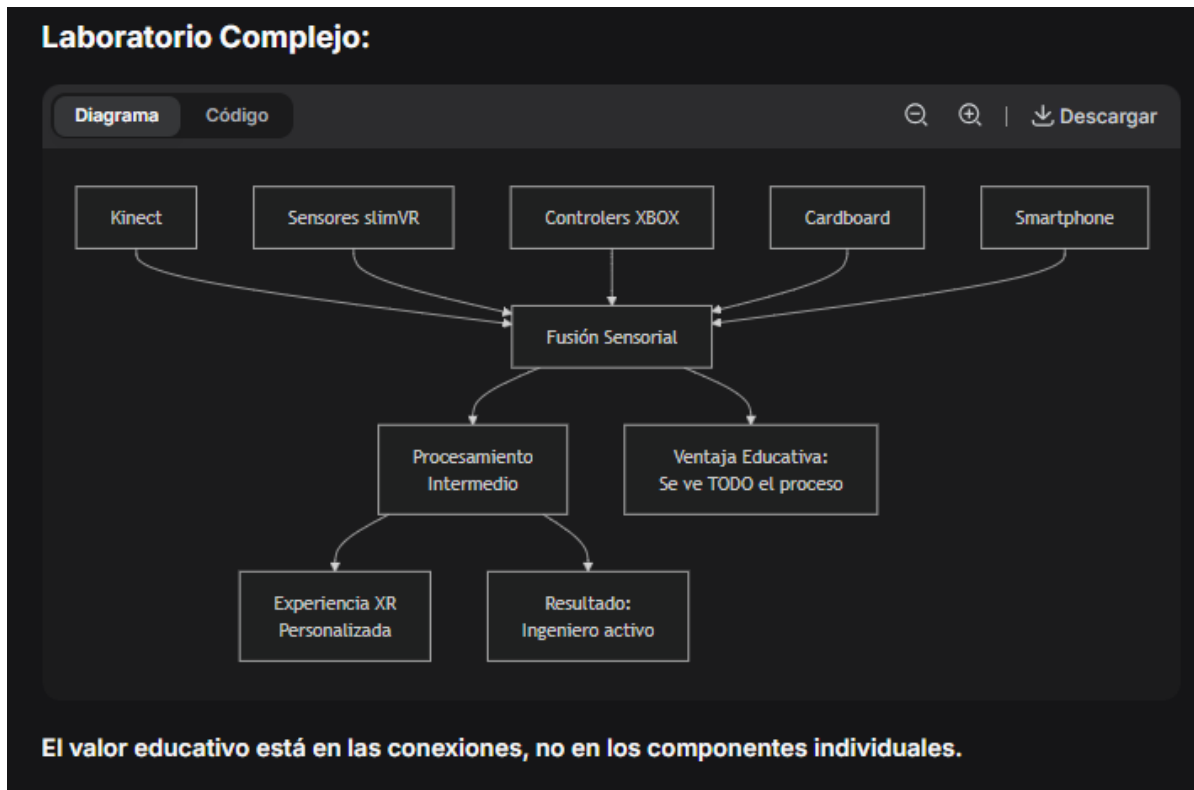 Laboratorio Complejo:
Diagrama
Código
Descargar
Kinect
Sensores slimVR
Controlers XBOX
Cardboard
Smartphone
Fusión Sensorial
Procesamiento
Intermedio
Ventaja Educativa:
Se ve TODO el proceso
Experiencia XR
Personalizada
Resultado:
Ingeniero activo
El valor educativo está en las conexiones, no en los componentes individuales.